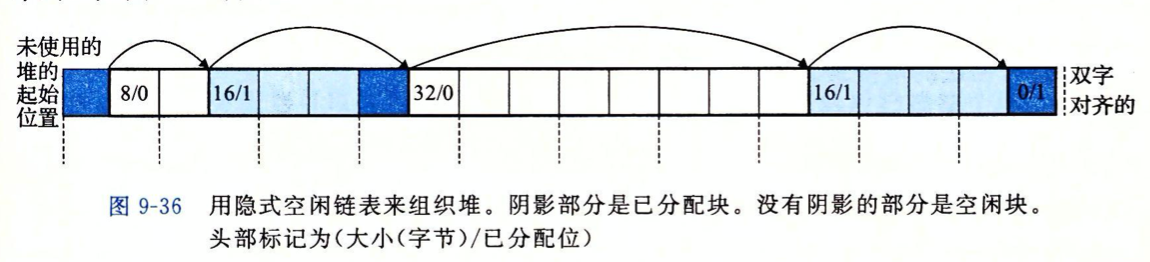 未使用的
堆的
起始
位置
8/0
16/1
32/0
16/1
0/1
双字
对齐的
图 9-36 用隐式空闲链表来组织堆。阴影部分是已分配块。没有阴影的部分是空闲块。
头部标记为(大小(字节)/已分配位)